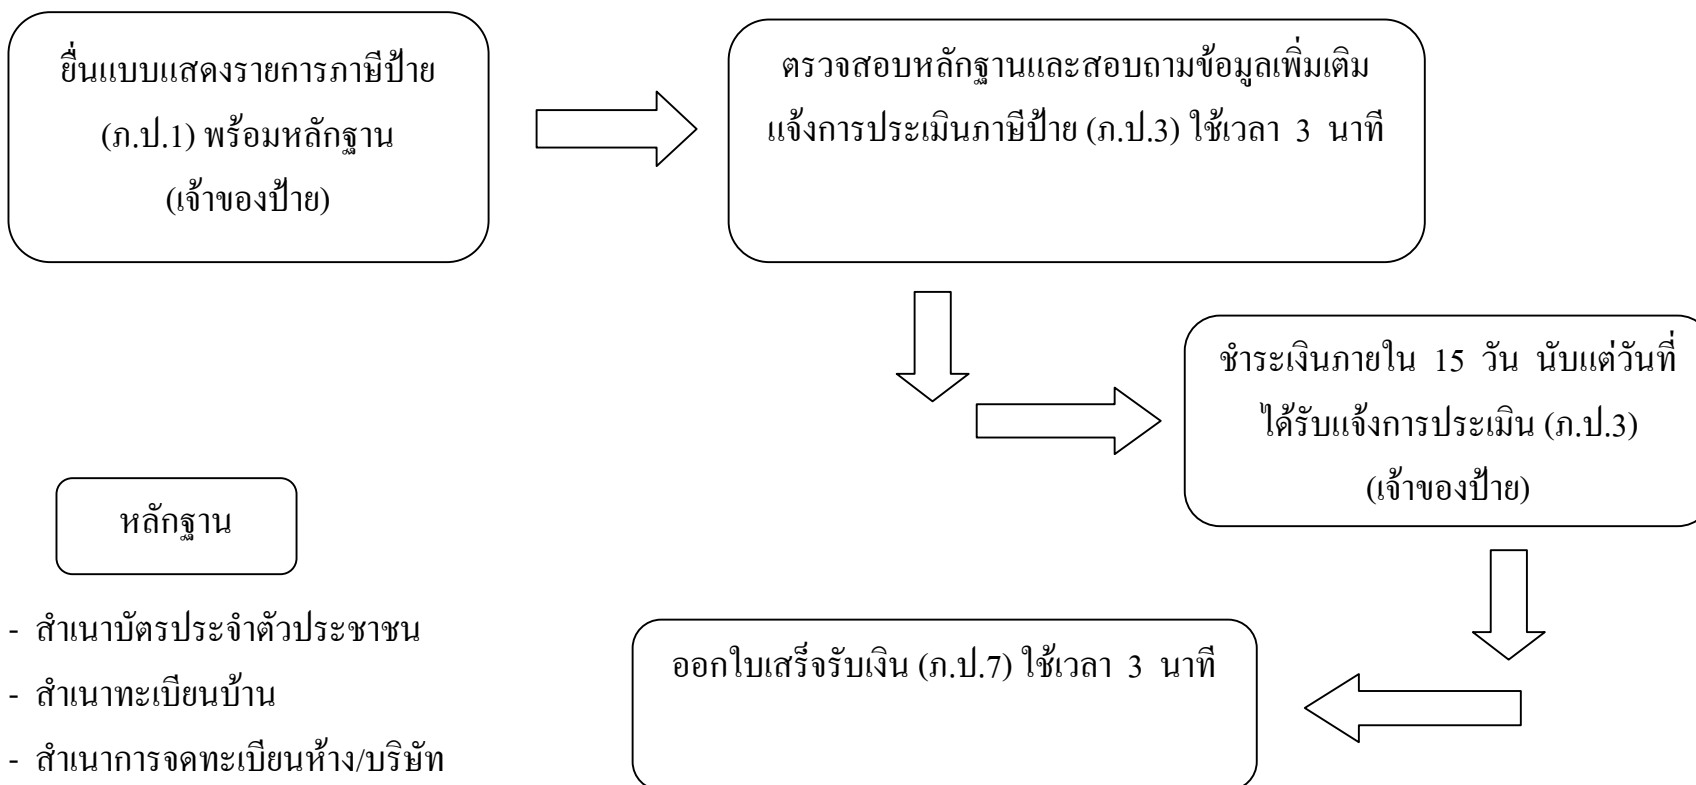 ยื่นแบบแสดงรายการภาษีป้าย
(ภ.ป.1) พร้อมหลักฐาน
(เจ้าของป้าย)
ตรวจสอบหลักฐานและสอบถามข้อมูลเพิ่มเติม
แจ้งการประเมินภาษีป้าย (ภ.ป.3) ใช้เวลา 3 นาที
ชำระเงินภายใน 15 วัน นับแต่วันที่
ได้รับแจ้งการประเมิน (ภ.ป.3)
(เจ้าของป้าย)
ออกใบเสร็จรับเงิน (ภ.ป.7) ใช้เวลา 3 นาที
หลักฐาน
- สำเนาบัตรประจำตัวประชาชน
- สำเนาทะเบียนบ้าน
- สำเนาการจดทะเบียนห้าง/บริษัท